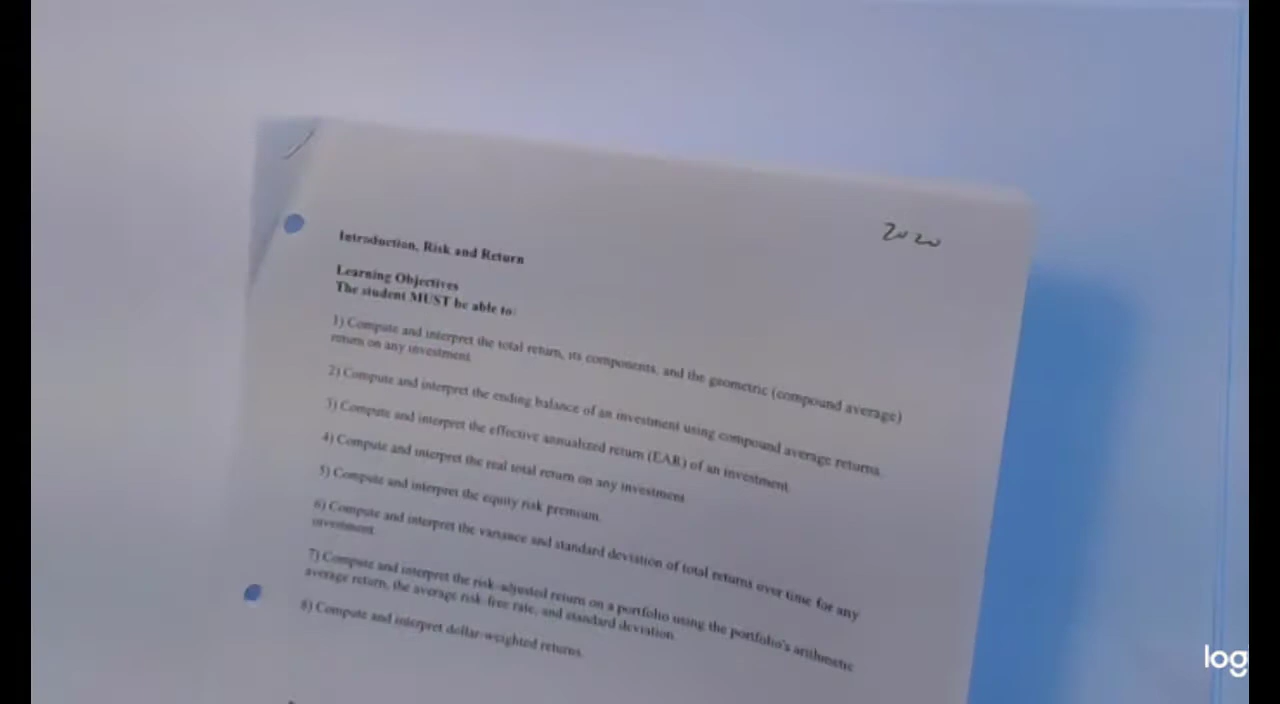 2020
Introduction, Risk and Return
Learning Objectives
The student MUST be able to:
1) Compute and interpret the total return, its components, and the geometric (compound average)
return on any investment.
2) Compute and interpret the ending balance of an investment using compound average returns.
3) Compute and interpret the effective annualized return (EAR) of an investment.
4) Compute and interpret the real total return on any investment.
5) Compute and interpret the equity risk premium.
6) Compute and interpret the variance and standard deviation of total returns over time for any
investment.
7) Compute and interpret the risk-adjusted return on a portfolio using the portfolio's arithmetic
average return, the average risk-free rate, and standard deviation.
8) Compute and interpret dollar-weighted returns.
log